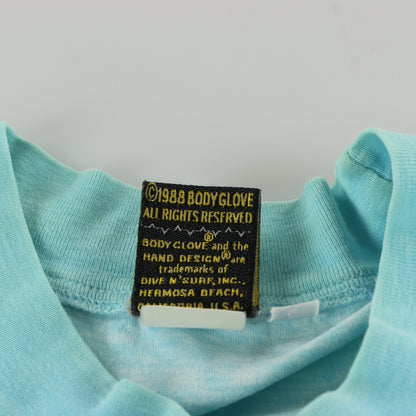 ©1988 BODY GLOVE
ALL RIGHTS RESERVED
BODY GLOVE® and the
HAND DESIGN® are
trademarks of
DIVE N' SURF, INC.,
HERMOSA BEACH,
CALIFORNIA, U.S.A.